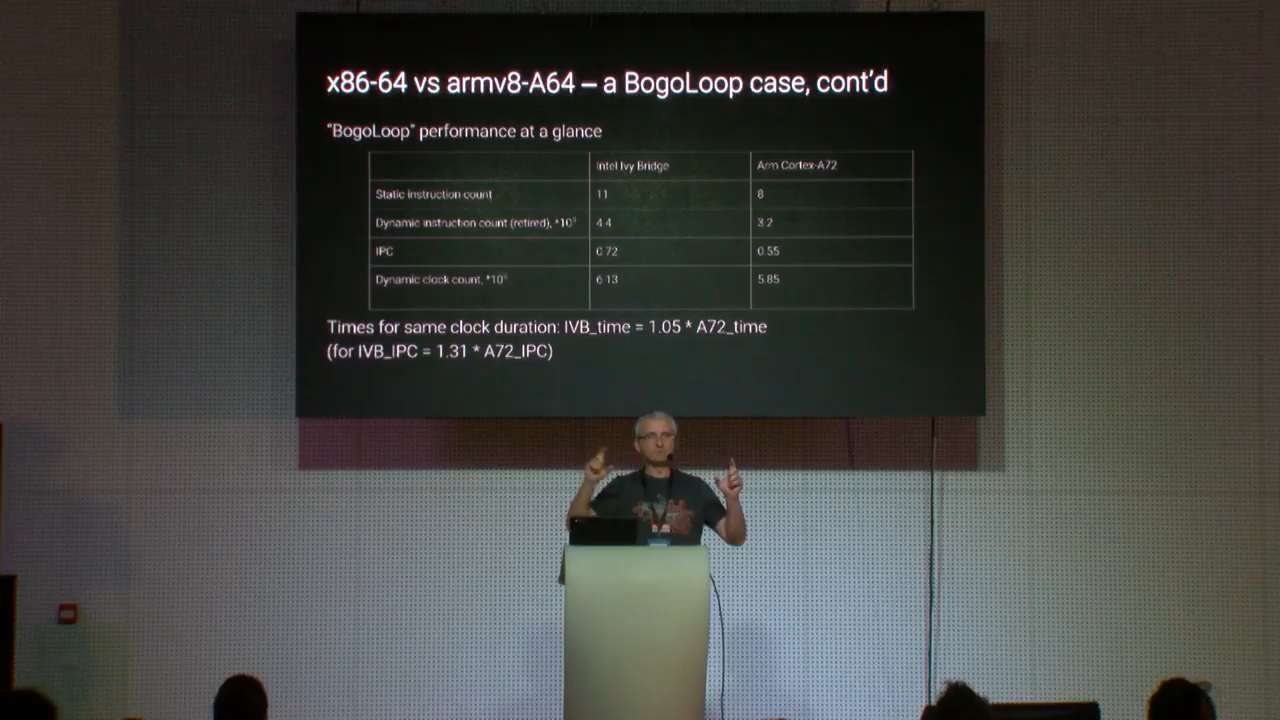 x86-64 vs armv8-A64 – a BogoLoop case, cont'd
"BogoLoop" performance at a glance
Intel Ivy Bridge Arm Cortex-A72
Static instruction count 11 8
Dynamic instruction count (retired), *10⁹ 4.4 3.2
IPC 0.72 0.55
Dynamic clock count, *10⁹ 6.13 5.85
Times for same clock duration: IVB_time = 1.05 * A72_time
(for IVB_IPC = 1.31 * A72_IPC)